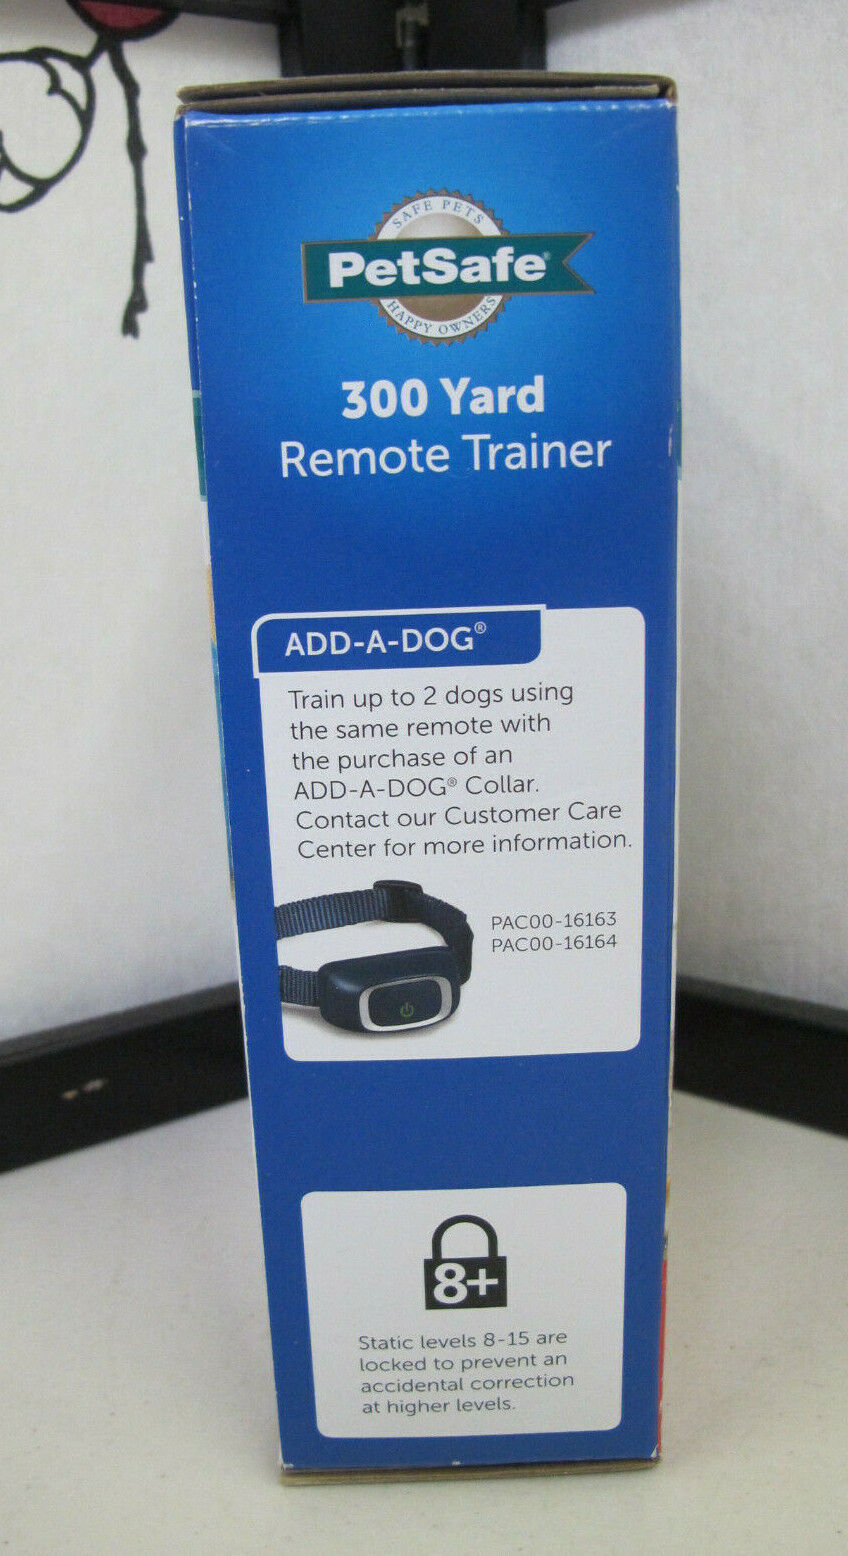 SAFE PETS
PetSafe®
HAPPY OWNERS
300 Yard
Remote Trainer
ADD-A-DOG®
Train up to 2 dogs using
the same remote with
the purchase of an
ADD-A-DOG® Collar.
Contact our Customer Care
Center for more information.
PAC00-16163
PAC00-16164
8+
Static levels 8-15 are
locked to prevent an
accidental correction
at higher levels.